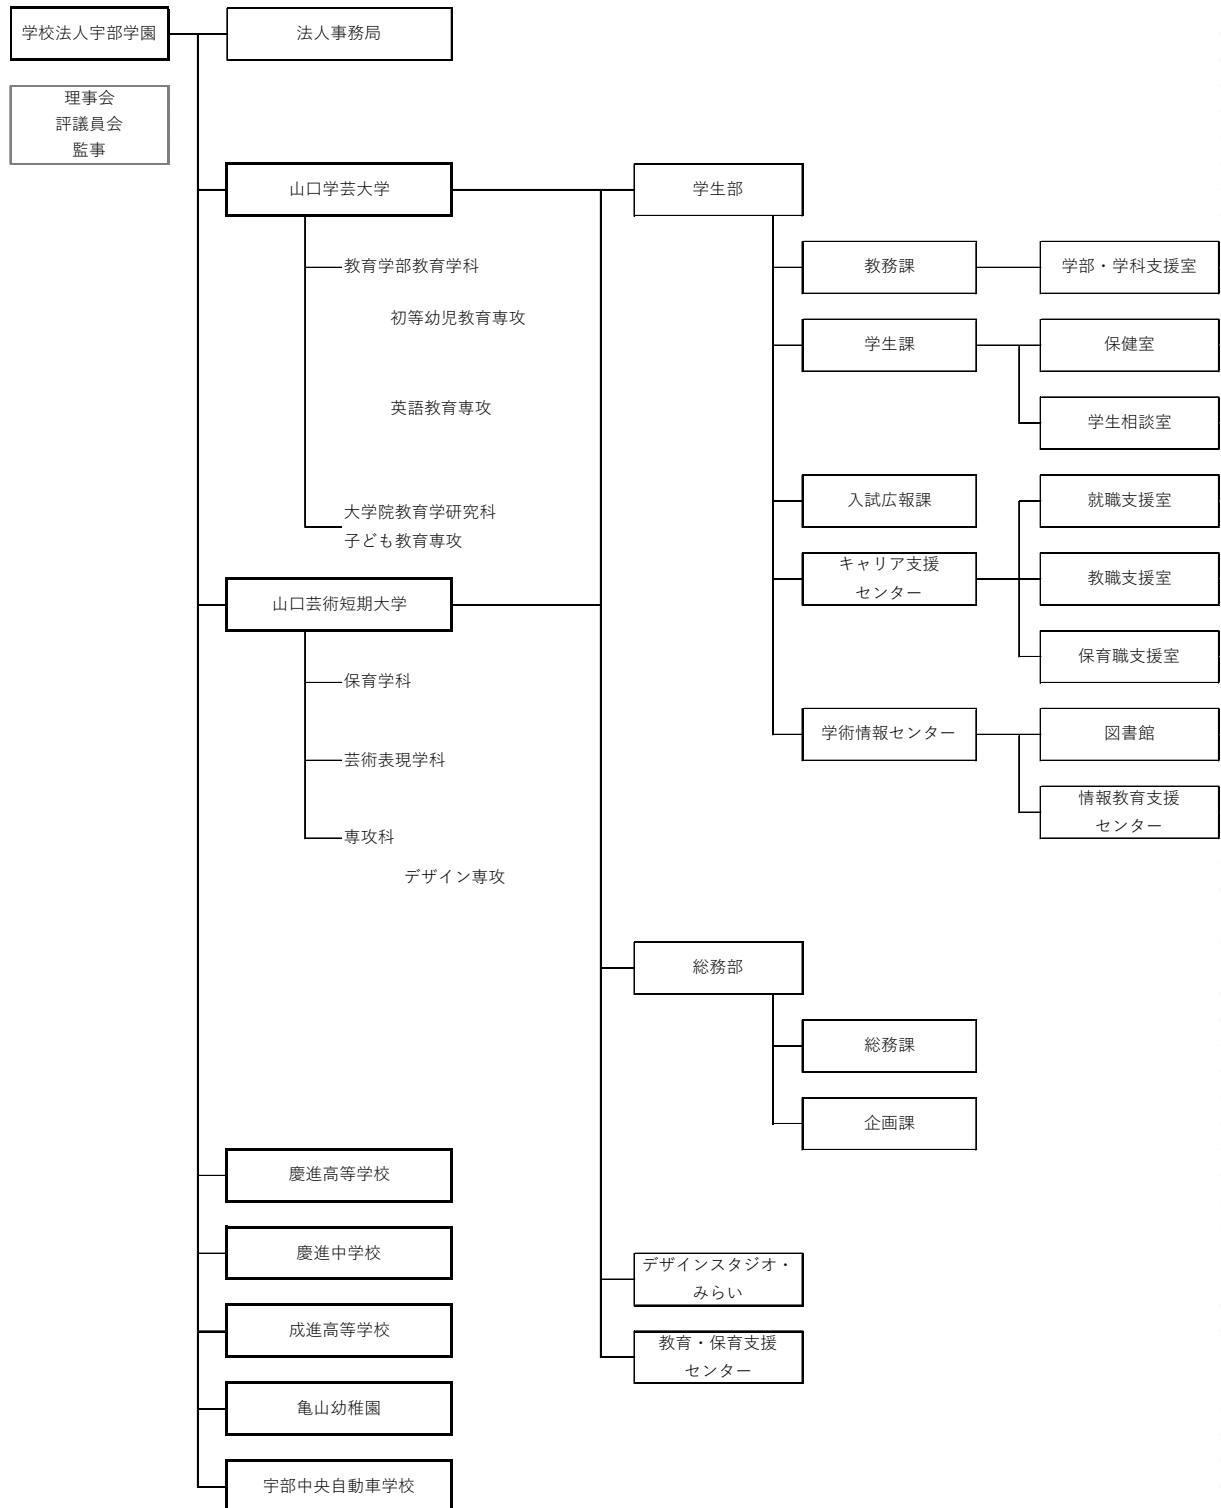 学校法人宇部学園
法人事務局
理事会
評議員会
監事
山口学芸大学
学生部
教育学部教育学科
教務課
学部・学科支援室
初等幼児教育専攻
学生課
保健室
英語教育専攻
学生相談室
大学院教育学研究科
子ども教育専攻
入試広報課
就職支援室
キャリア支援
センター
教職支援室
山口芸術短期大学
保育職支援室
保育学科
学術情報センター
図書館
芸術表現学科
情報教育支援
センター
専攻科
デザイン専攻
総務部
総務課
企画課
慶進高等学校
慶進中学校
デザインスタジオ・
みらい
成進高等学校
教育・保育支援
センター
亀山幼稚園
宇部中央自動車学校